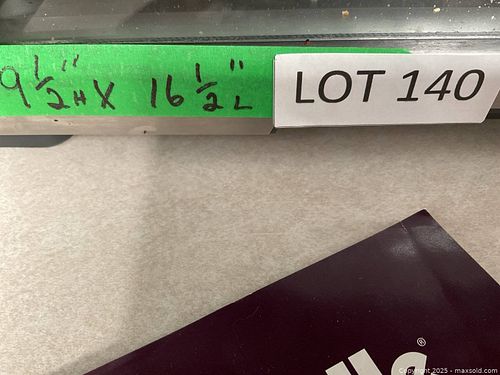 9 1/2" H X 16 1/2" L
LOT 140
®
Copyright 2025 - maxsold.com